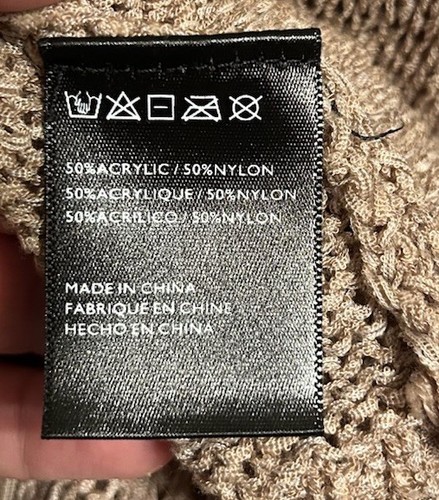 50%ACRYLIC / 50%NYLON
50%ACRYLIQUE / 50%NYLON
50%ACRILICO / 50%NYLON
MADE IN CHINA
FABRIQUE EN CHINE
HECHO EN CHINA